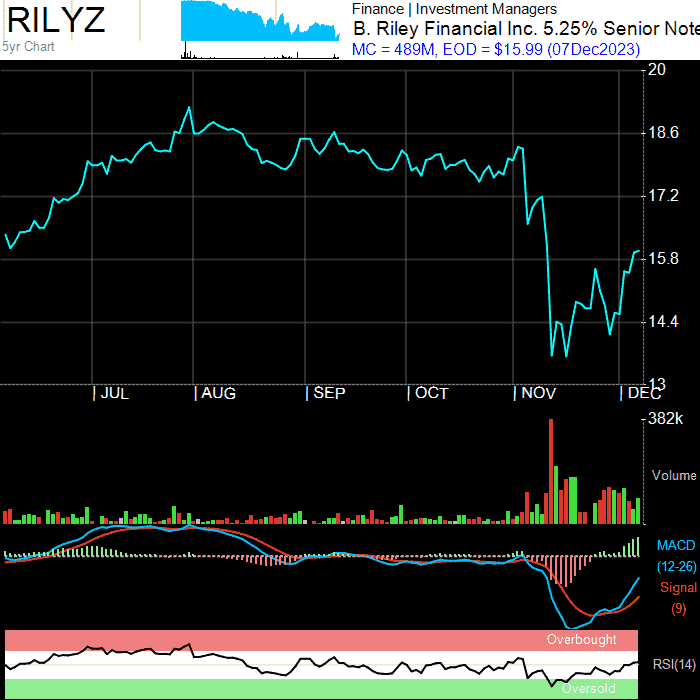 RILYZ
5yr Chart
Finance | Investment Managers
B. Riley Financial Inc. 5.25% Senior Note
MC = 489M, EOD = $15.99 (07Dec2023)
20
18.6
17.2
15.8
14.4
13
JUL
AUG
SEP
OCT
NOV
DEC
382k
Volume
MACD
(12-26)
Signal
(9)
Overbought
RSI(14)
Oversold